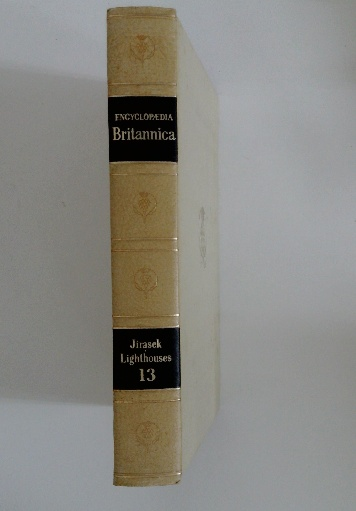 ENCYCLOPÆDIA
Britannica
Jirasek
Lighthouses
13